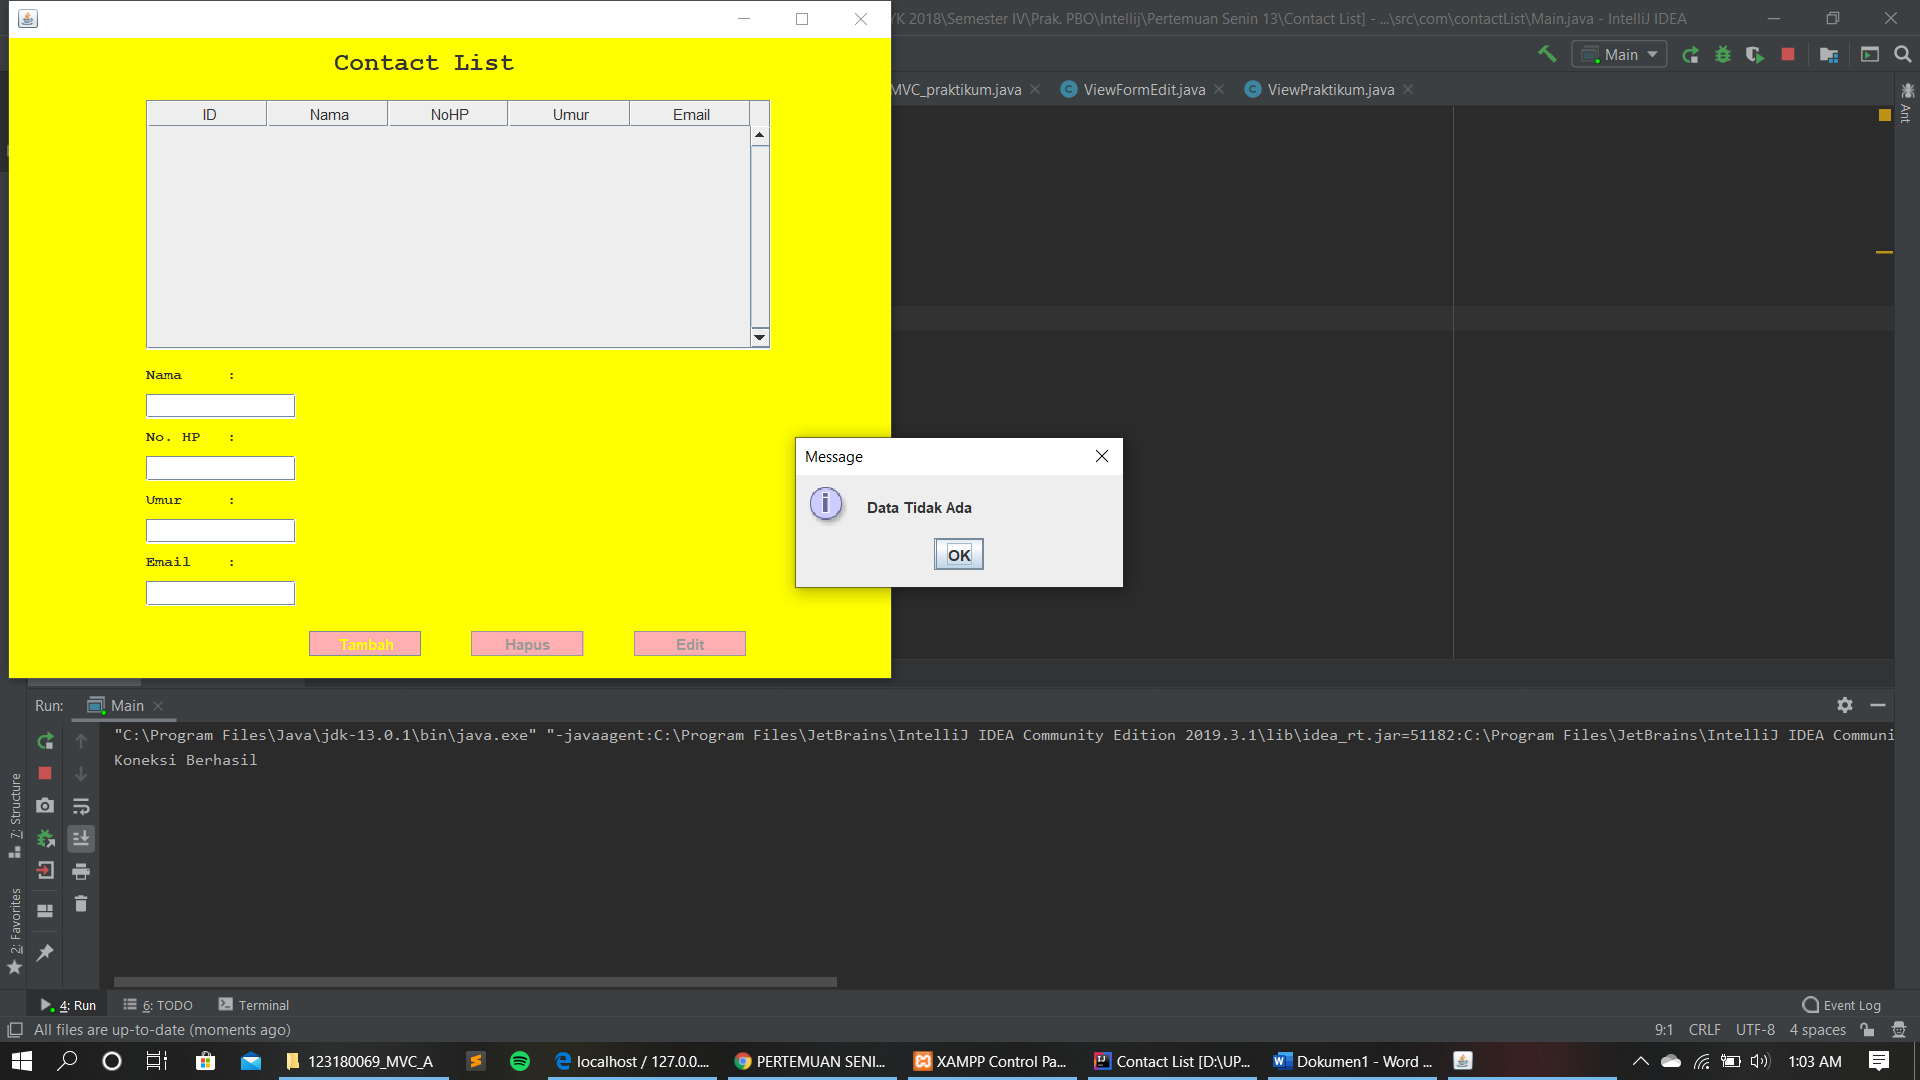 YK 2018\Semester IV\Prak. PBO\Intellij\Pertemuan Senin 13\Contact List] - ...\src\com\contactList\Main.java - IntelliJ IDEA
Main
MVC_praktikum.java
ViewFormEdit.java
ViewPraktikum.java
Ant
Contact List
ID Nama NoHP Umur Email
Nama :
No. HP :
Umur :
Email :
Tambah Hapus Edit
Message
i
Data Tidak Ada
OK
Run: Main
"C:\Program Files\Java\jdk-13.0.1\bin\java.exe" "-javaagent:C:\Program Files\JetBrains\IntelliJ IDEA Community Edition 2019.3.1\lib\idea_rt.jar=51182:C:\Program Files\JetBrains\IntelliJ IDEA Communi
Koneksi Berhasil
7: Structure
2: Favorites
4: Run 6: TODO Terminal Event Log
All files are up-to-date (moments ago) 9:1 CRLF UTF-8 4 spaces
123180069_MVC_A localhost / 127.0.0.... PERTEMUAN SENI... XAMPP Control Pa... Contact List [D:\UP... Dokumen1 - Word ... 1:03 AM